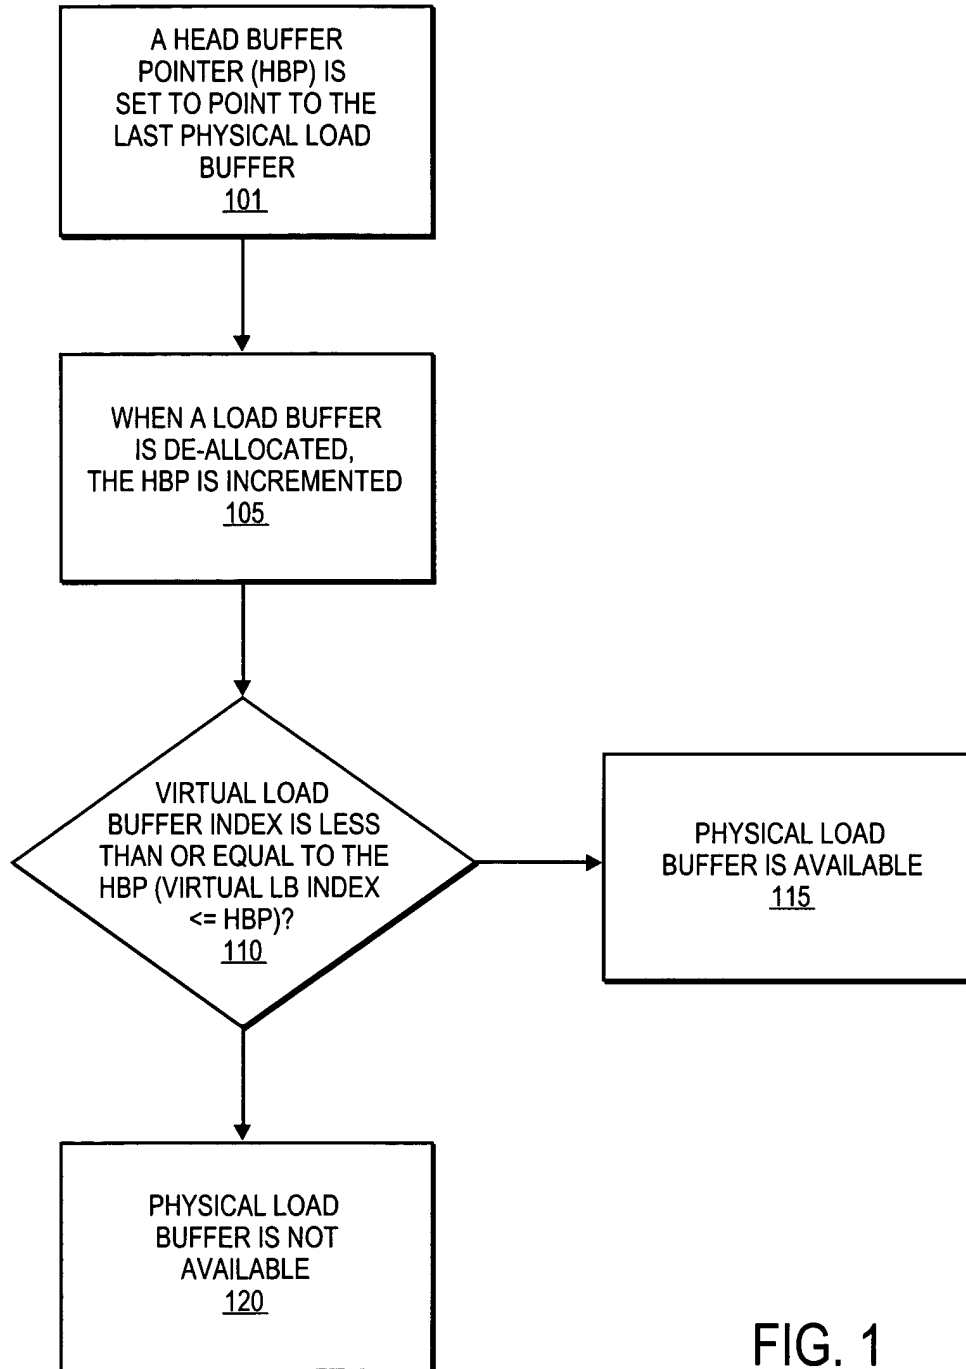 A HEAD BUFFER
POINTER (HBP) IS
SET TO POINT TO THE
LAST PHYSICAL LOAD
BUFFER
101
WHEN A LOAD BUFFER
IS DE-ALLOCATED,
THE HBP IS INCREMENTED
105
VIRTUAL LOAD
BUFFER INDEX IS LESS
THAN OR EQUAL TO THE
HBP (VIRTUAL LB INDEX
<= HBP)?
110
PHYSICAL LOAD
BUFFER IS AVAILABLE
115
PHYSICAL LOAD
BUFFER IS NOT
AVAILABLE
120
FIG. 1